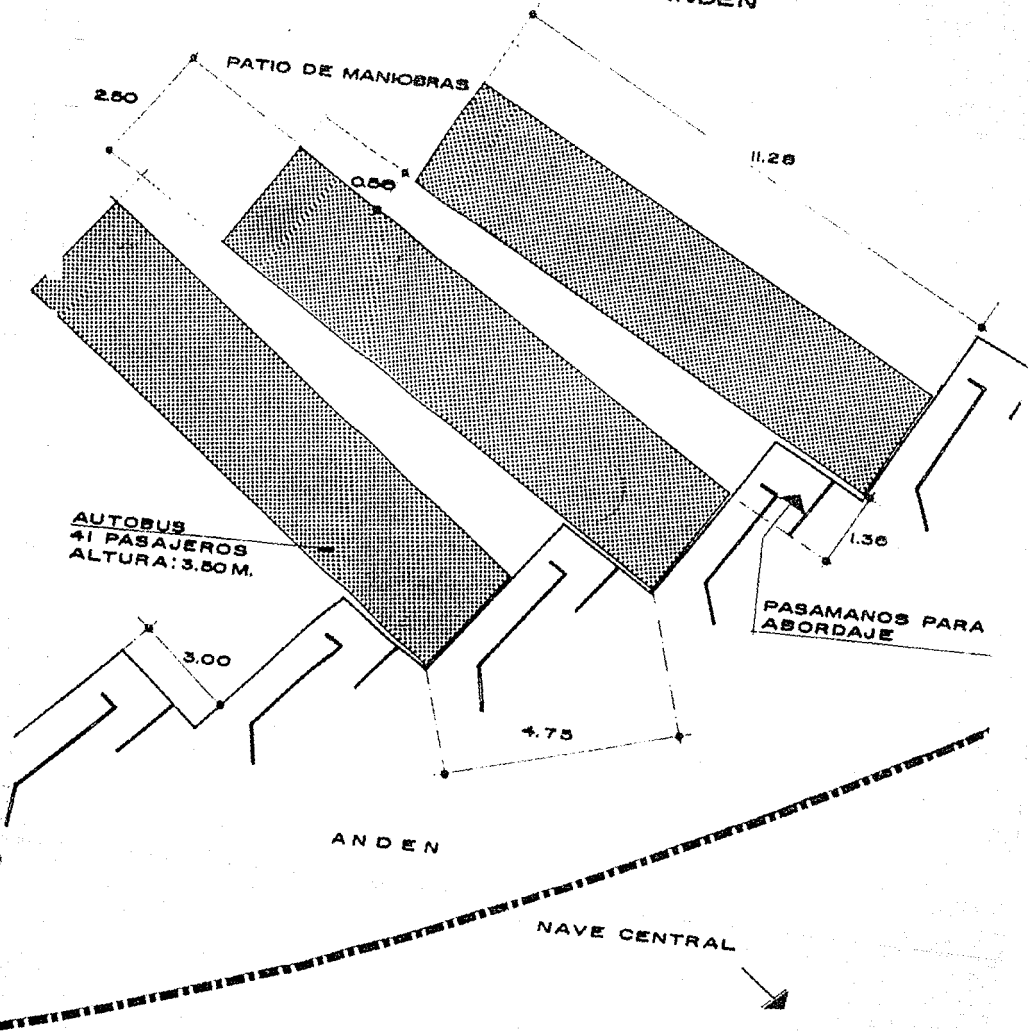 ANDEN
PATIO DE MANIOBRAS
2.50
11.28
0.56
AUTOBUS
41 PASAJEROS
ALTURA: 3.50 M.
1.36
PASAMANOS PARA
ABORDAJE
3.00
4.75
ANDEN
NAVE CENTRAL